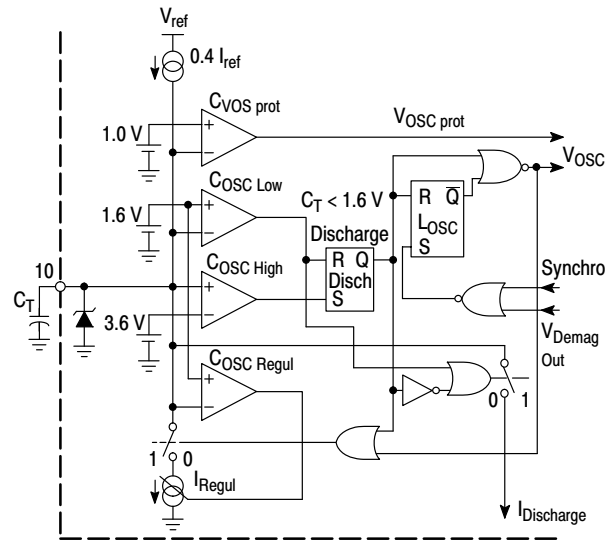 Vref
0.4 Iref
CVOS prot
1.0 V
+
–
VOSC prot
VOSC
COSC Low
1.6 V
+
–
CT < 1.6 V
R Q̅
LOSC
S
Discharge
R Q
Disch
S
Synchro
10
CT
COSC High
+
–
3.6 V
VDemag
Out
COSC Regul
+
–
0 1
1 0
IRegul
IDischarge